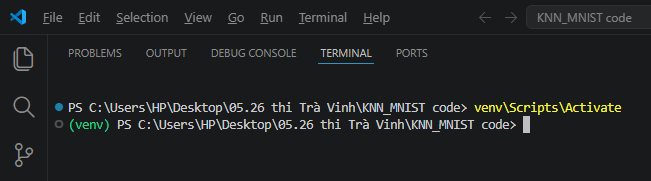 File Edit Selection View Go Run Terminal Help KNN_MNIST code
PROBLEMS OUTPUT DEBUG CONSOLE TERMINAL PORTS
PS C:\Users\HP\Desktop\05.26 thi Trà Vinh\KNN_MNIST code> venv\Scripts\Activate
(venv) PS C:\Users\HP\Desktop\05.26 thi Trà Vinh\KNN_MNIST code>